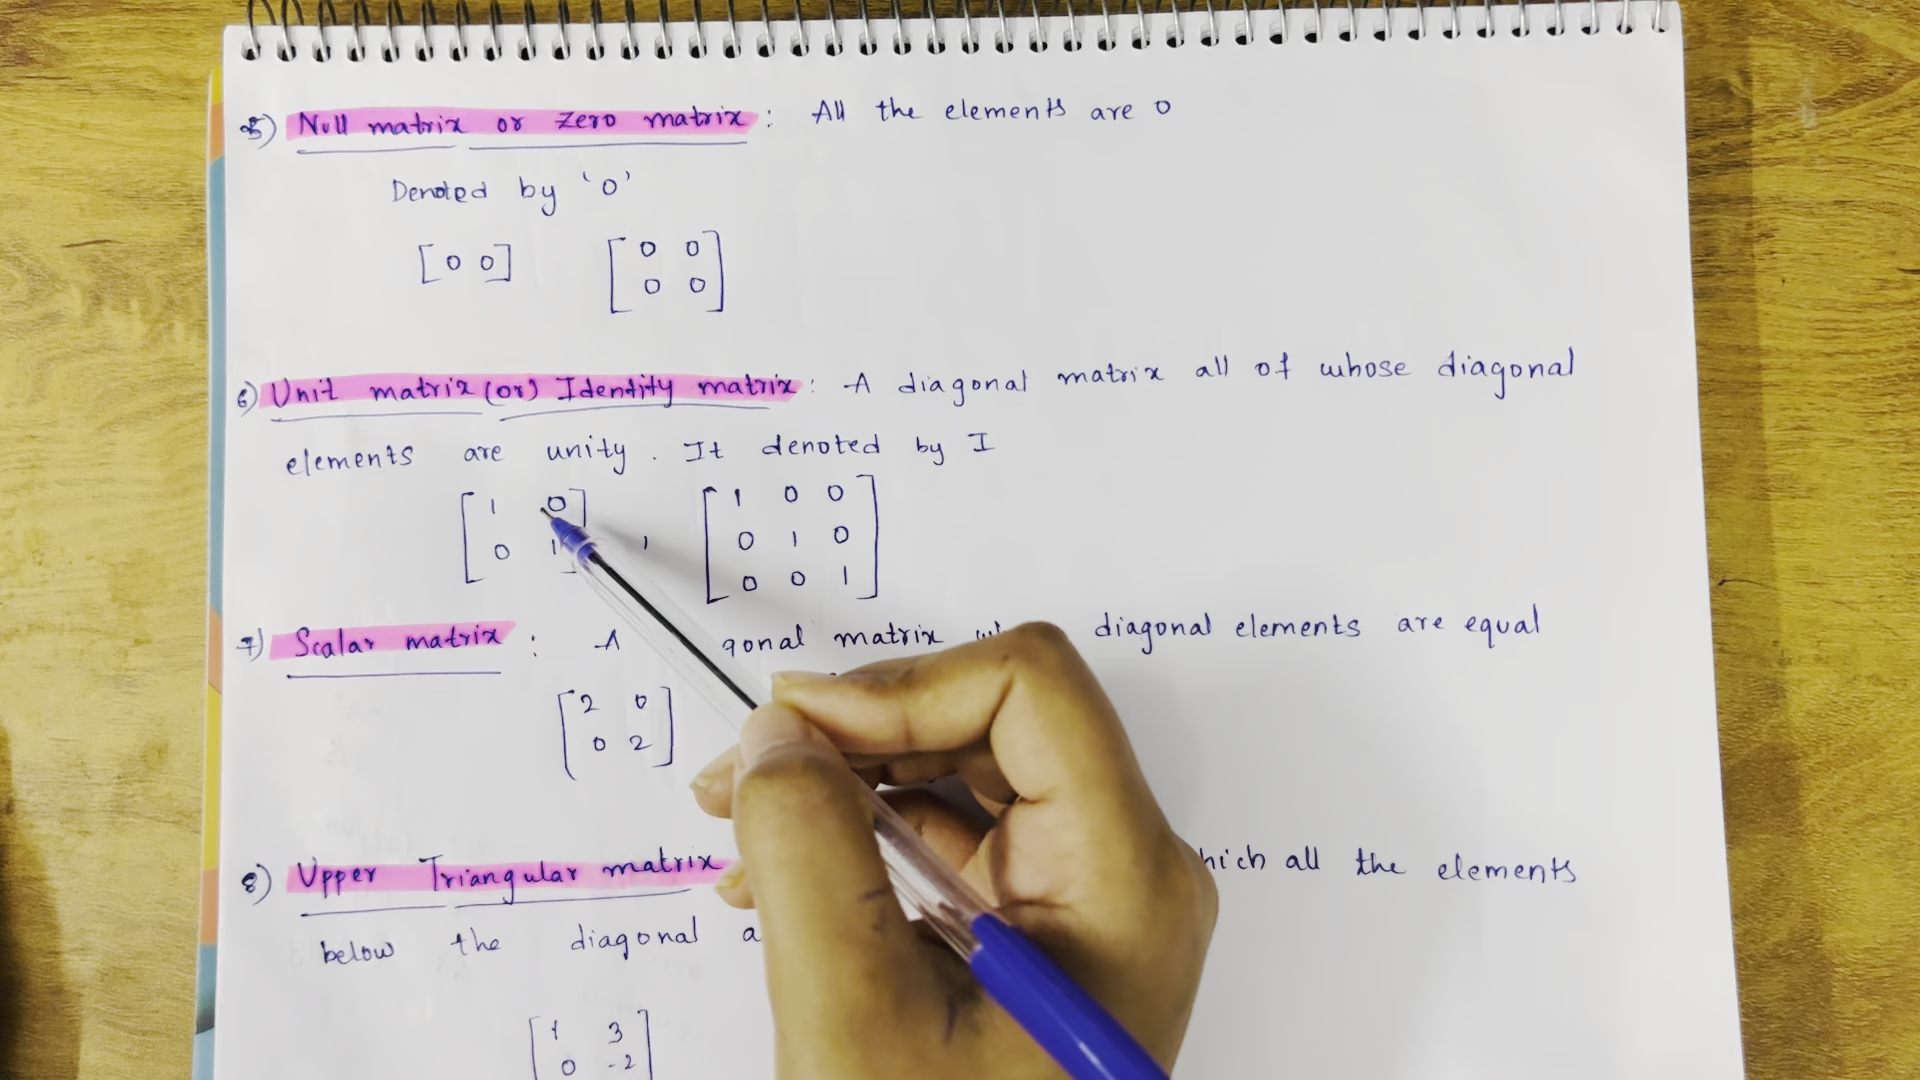 5) Null matrix or Zero matrix : All the elements are 0
Denoted by '0'
[0 0] [0 0
0 0]
6) Unit matrix (or) Identity matrix : A diagonal matrix all of whose diagonal
elements are unity. It denoted by I
[1 0
0 1] , [1 0 0
0 1 0
0 0 1]
7) Scalar matrix : A gonal matrix diagonal elements are equal
[2 0
0 2]
8) Upper Triangular matrix hich all the elements
below the diagonal a
[1 3
0 -2]